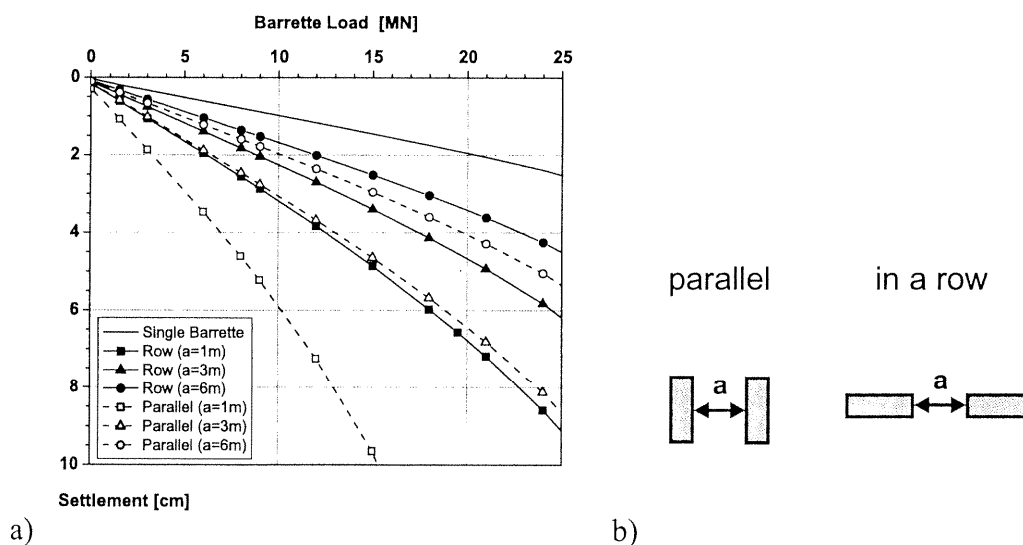 Barrette Load [MN]
0 5 10 15 20 25
0
2
4
6
8
10
Single Barrette
Row (a=1m)
Row (a=3m)
Row (a=6m)
Parallel (a=1m)
Parallel (a=3m)
Parallel (a=6m)
Settlement [cm]
a)
parallel in a row
a a
b)